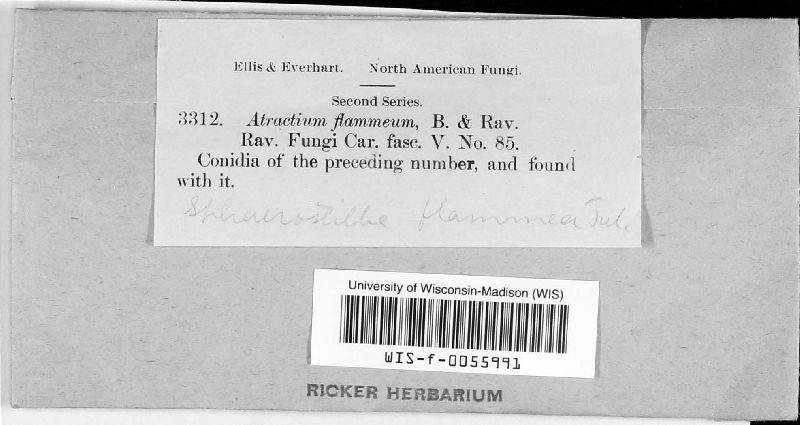 Ellis & Everhart. North American Fungi.
Second Series.
3312. Atractium flammeum, B. & Rav.
Rav. Fungi Car. fasc. V. No. 85.
Conidia of the preceding number, and found
with it.
Sphaerostilbe flammea Tul.
University of Wisconsin-Madison (WIS)
WIS-f-0055991
RICKER HERBARIUM